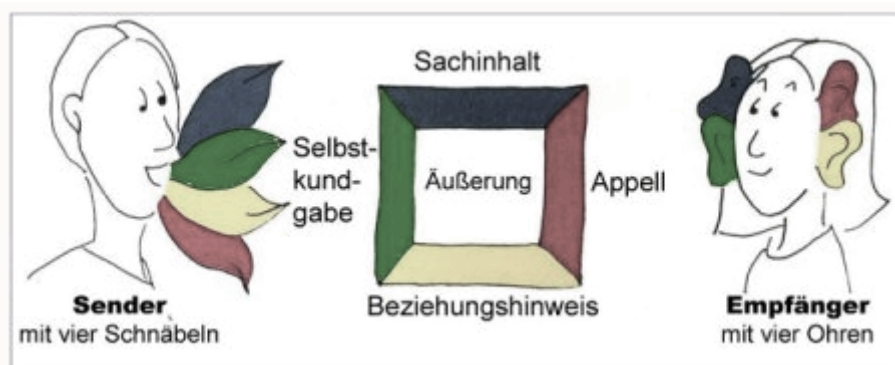 Sachinhalt
Selbst-
kund-
gabe
Äußerung
Appell
Beziehungshinweis
Sender
mit vier Schnäbeln
Empfänger
mit vier Ohren